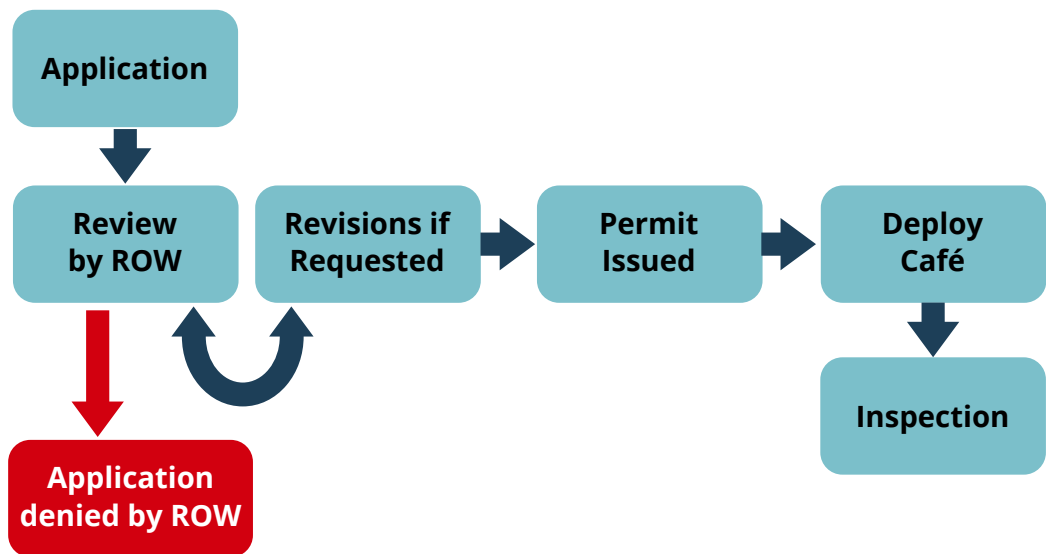 Application
Review
by ROW
Revisions if
Requested
Permit
Issued
Deploy
Café
Inspection
Application
denied by ROW